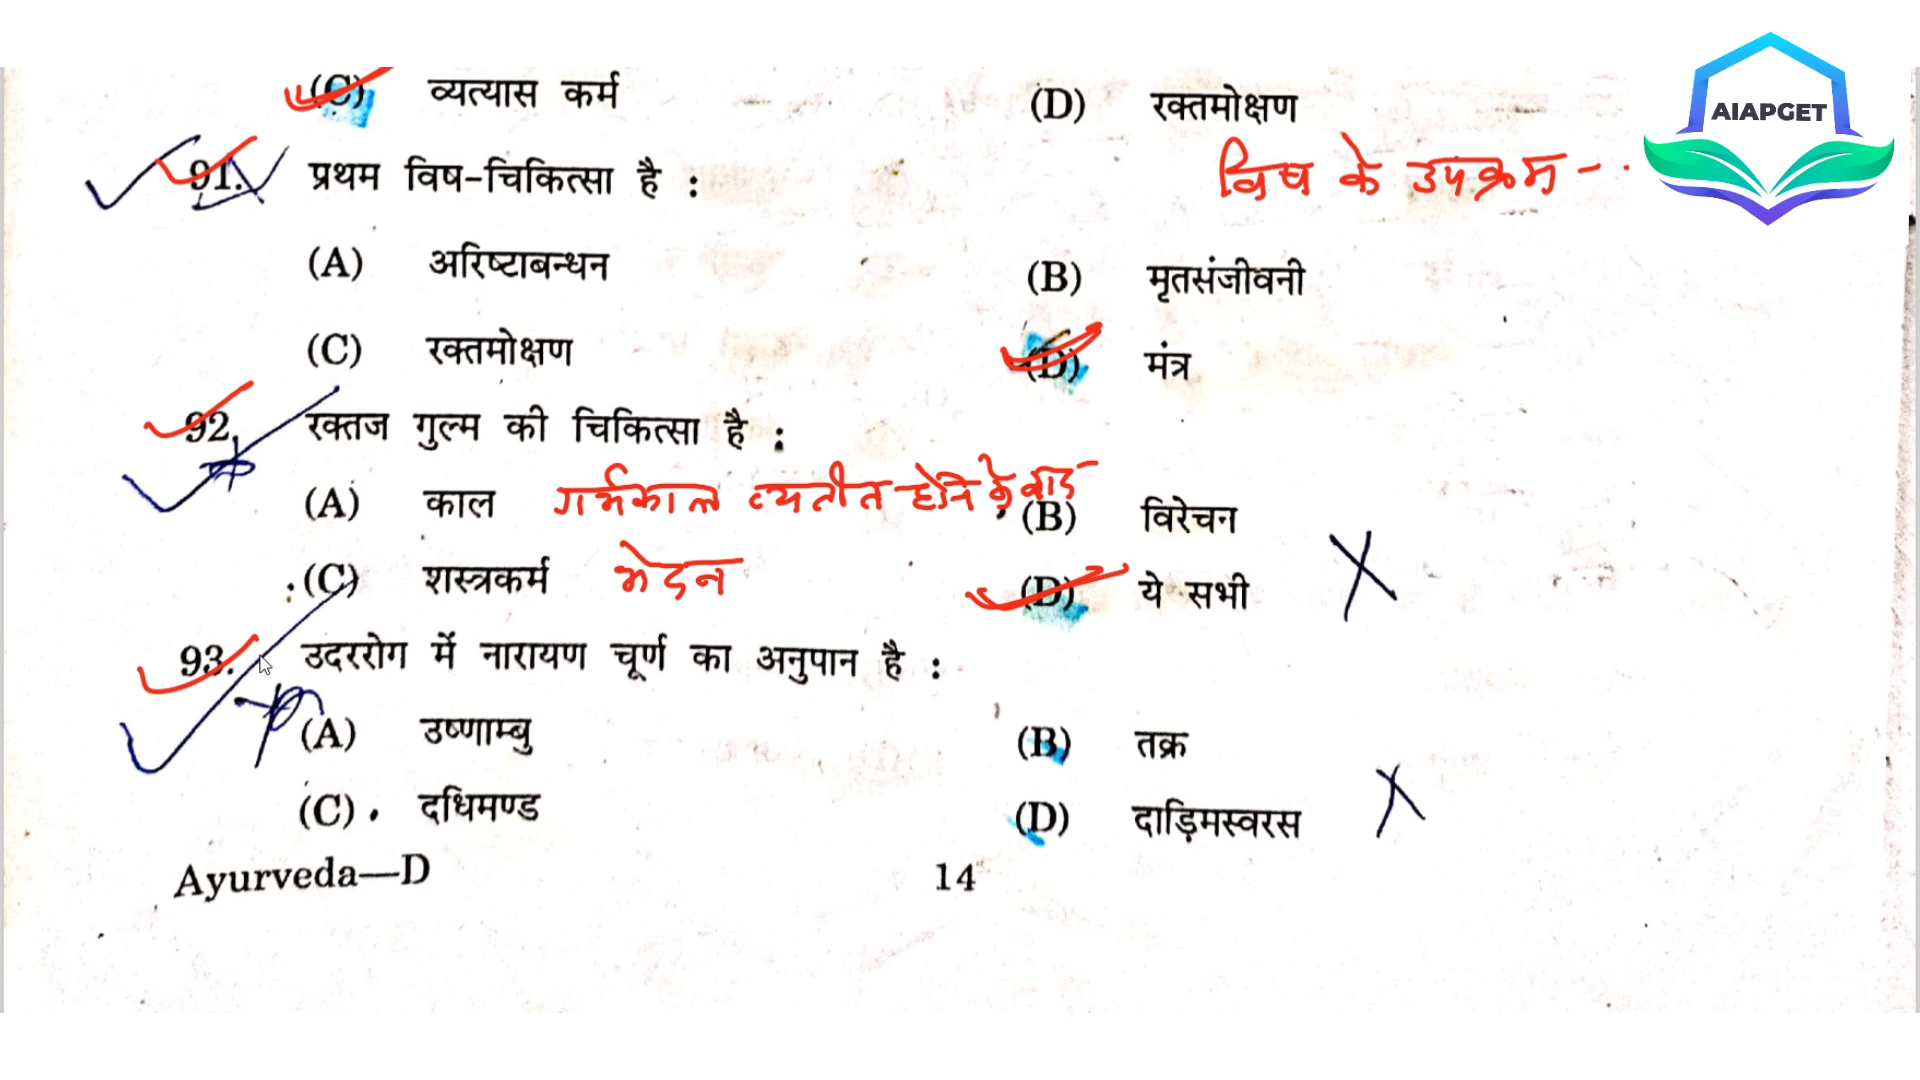 (C) व्यत्यास कर्म (D) रक्तमोक्षण
AIAPGET
91. प्रथम विष-चिकित्सा है : विष के उपक्रम -
(A) अरिष्टाबन्धन (B) मृतसंजीवनी
(C) रक्तमोक्षण (D) मंत्र
92. रक्तज गुल्म की चिकित्सा है :
(A) काल गर्भकाल व्यतीत होने के बाद (B) विरेचन
(C) शस्त्रकर्म भेदन (D) ये सभी
93. उदररोग में नारायण चूर्ण का अनुपान है :
(A) उष्णाम्बु (B) तक्र
(C) दधिमण्ड (D) दाड़िमस्वरस
Ayurveda—D 14